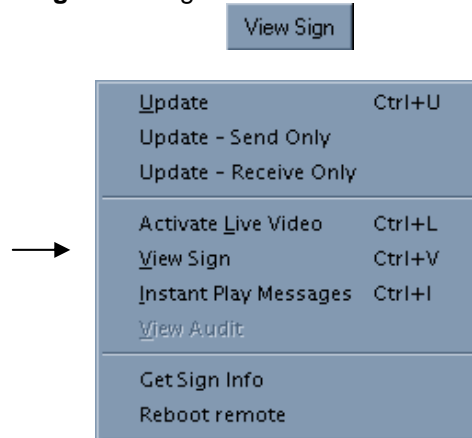 View Sign
Update Ctrl+U
Update - Send Only
Update - Receive Only
Activate Live Video Ctrl+L
View Sign Ctrl+V
Instant Play Messages Ctrl+I
View Audit
Get Sign Info
Reboot remote